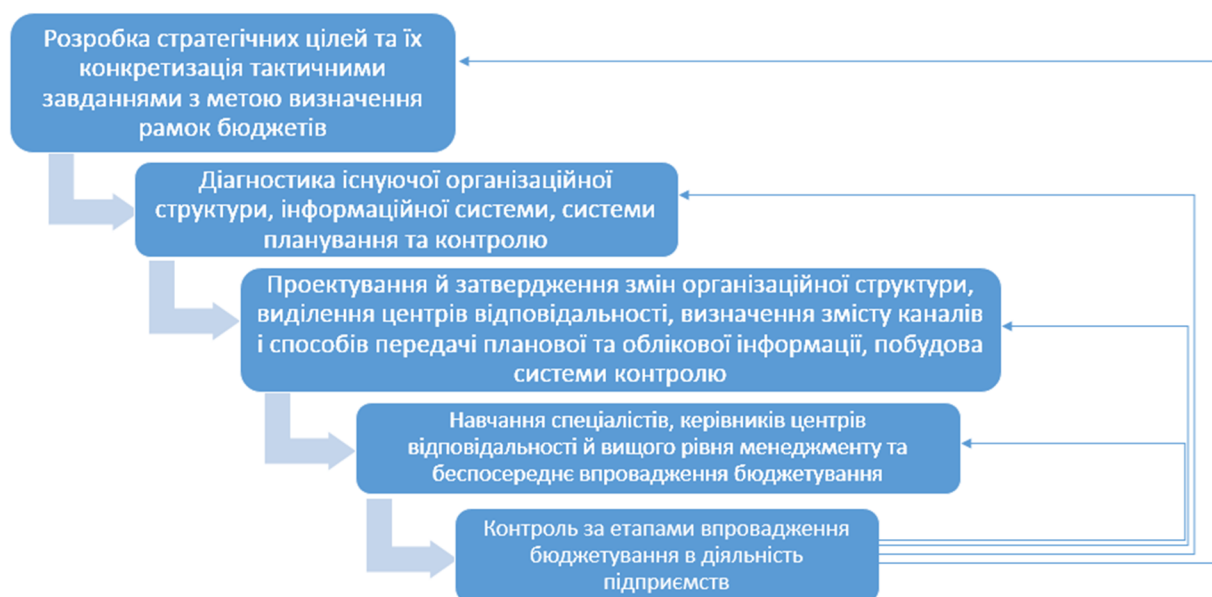 Розробка стратегічних цілей та їх
конкретизація тактичними
завданнями з метою визначення
рамок бюджетів
Діагностика існуючої організаційної
структури, інформаційної системи, системи
планування та контролю
Проектування й затвердження змін організаційної структури,
виділення центрів відповідальності, визначення змісту каналів
і способів передачі планової та облікової інформації, побудова
системи контролю
Навчання спеціалістів, керівників центрів
відповідальності й вищого рівня менеджменту та
беспосереднє впровадження бюджетування
Контроль за етапами впровадження
бюджетування в діяльність
підприємств